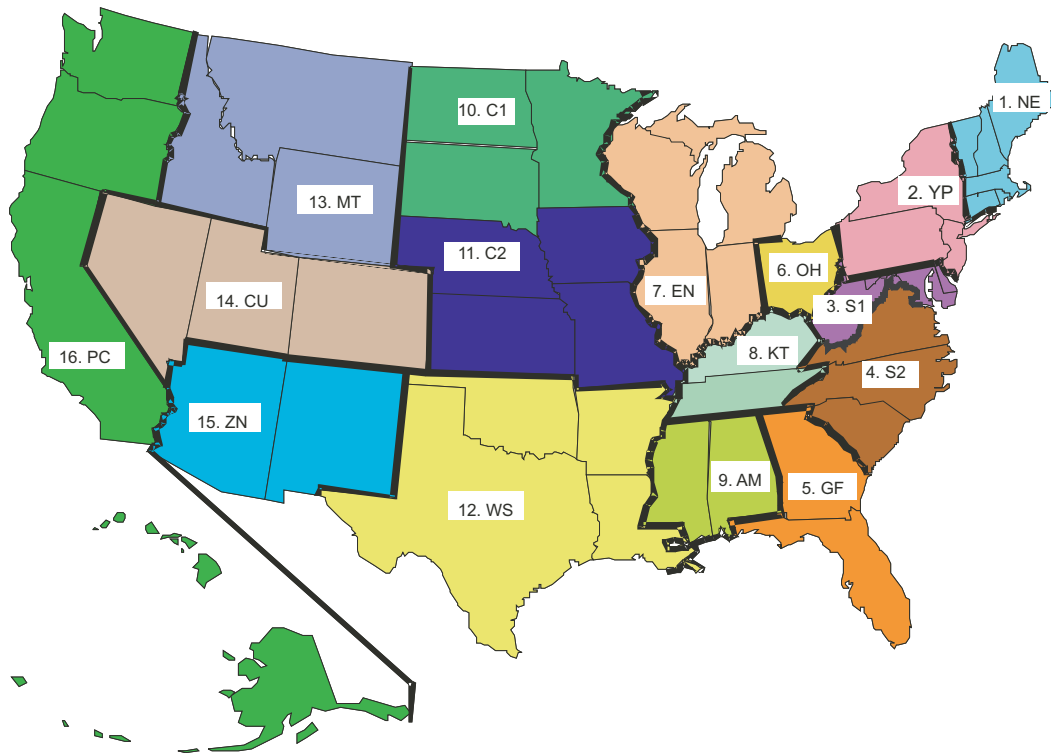 1. NE
2. YP
3. S1
4. S2
5. GF
6. OH
7. EN
8. KT
9. AM
10. C1
11. C2
12. WS
13. MT
14. CU
15. ZN
16. PC